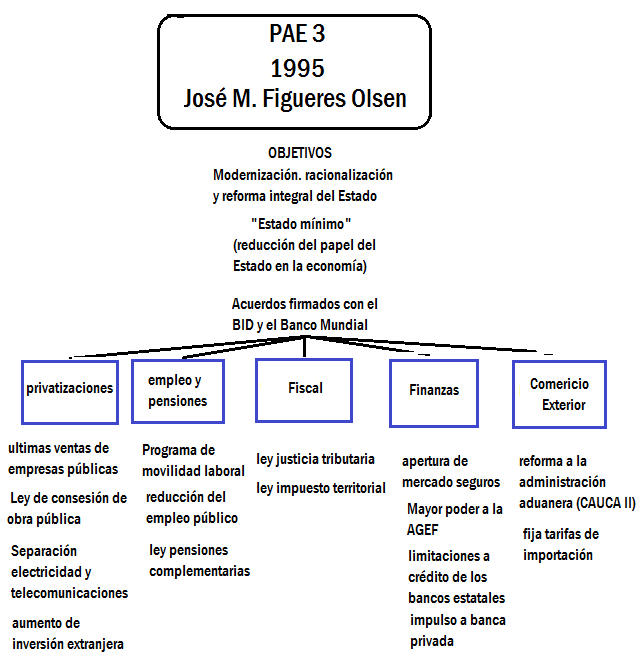 PAE 3
1995
José M. Figueres Olsen
OBJETIVOS
Modernización. racionalización
y reforma integral del Estado
"Estado mínimo"
(reducción del papel del
Estado en la economía)
Acuerdos firmados con el
BID y el Banco Mundial
privatizaciones
ultimas ventas de
empresas públicas
Ley de consesión de
obra pública
Separación
electricidad y
telecomunicaciones
aumento de
inversión extranjera
empleo y
pensiones
Programa de
movilidad laboral
reducción del
empleo público
ley pensiones
complementarias
Fiscal
ley justicia tributaria
ley impuesto territorial
Finanzas
apertura de
mercado seguros
Mayor poder a la
AGEF
limitaciones a
crédito de los
bancos estatales
impulso a banca
privada
Comericio
Exterior
reforma a la
administración
aduanera (CAUCA II)
fija tarifas de
importación